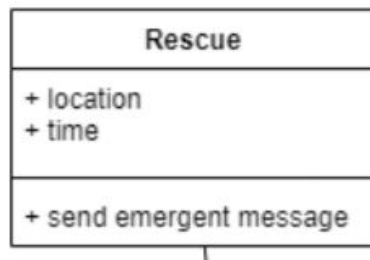 Rescue
+ location
+ time
+ send emergent message